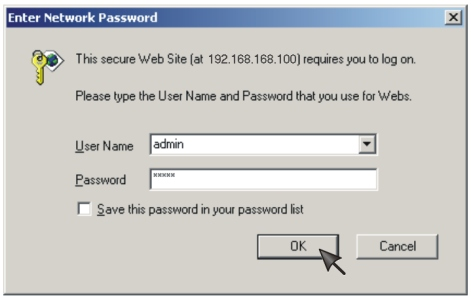 Enter Network Password
This secure Web Site (at 192.168.168.100) requires you to log on.
Please type the User Name and Password that you use for Webs.
User Name admin
Password *****
Save this password in your password list
OK Cancel